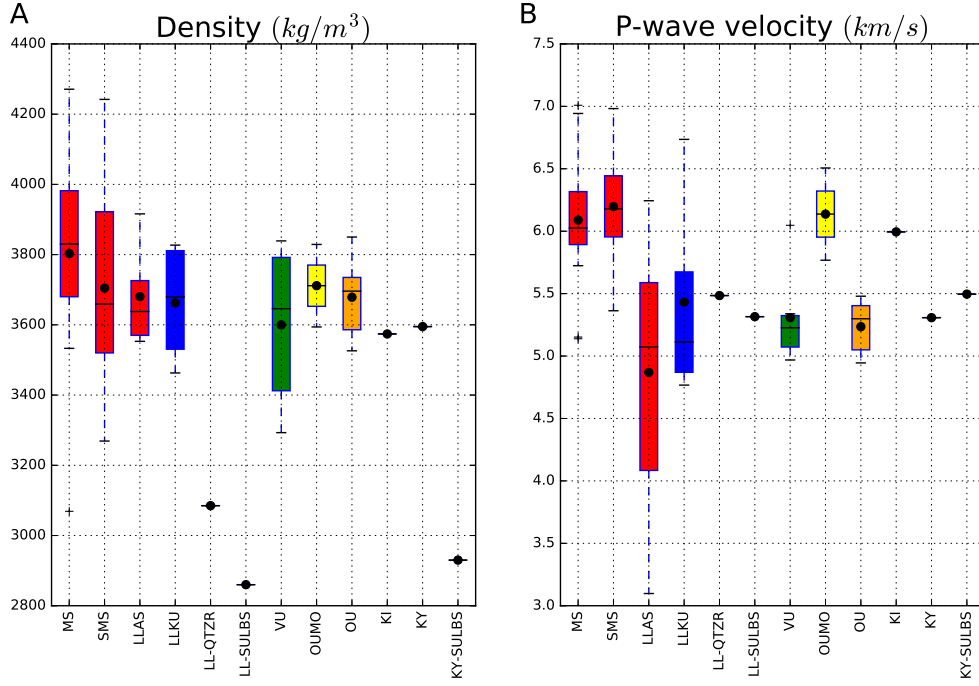 A
Density (kg/m³)
4400
4200
4000
3800
3600
3400
3200
3000
2800
MS
SMS
LLAS
LLKU
LL-QTZR
LL-SULBS
VU
OUMO
OU
KI
KY
KY-SULBS
B
P-wave velocity (km/s)
7.5
7.0
6.5
6.0
5.5
5.0
4.5
4.0
3.5
3.0
MS
SMS
LLAS
LLKU
LL-QTZR
LL-SULBS
VU
OUMO
OU
KI
KY
KY-SULBS